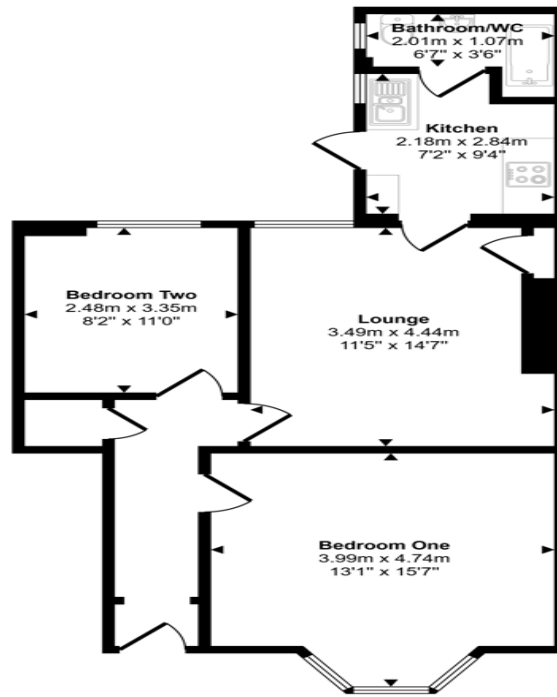 Bathroom/WC
2.01m x 1.07m
6'7" x 3'6"
Kitchen
2.18m x 2.84m
7'2" x 9'4"
Bedroom Two
2.48m x 3.35m
8'2" x 11'0"
Lounge
3.49m x 4.44m
11'5" x 14'7"
Bedroom One
3.99m x 4.74m
13'1" x 15'7"